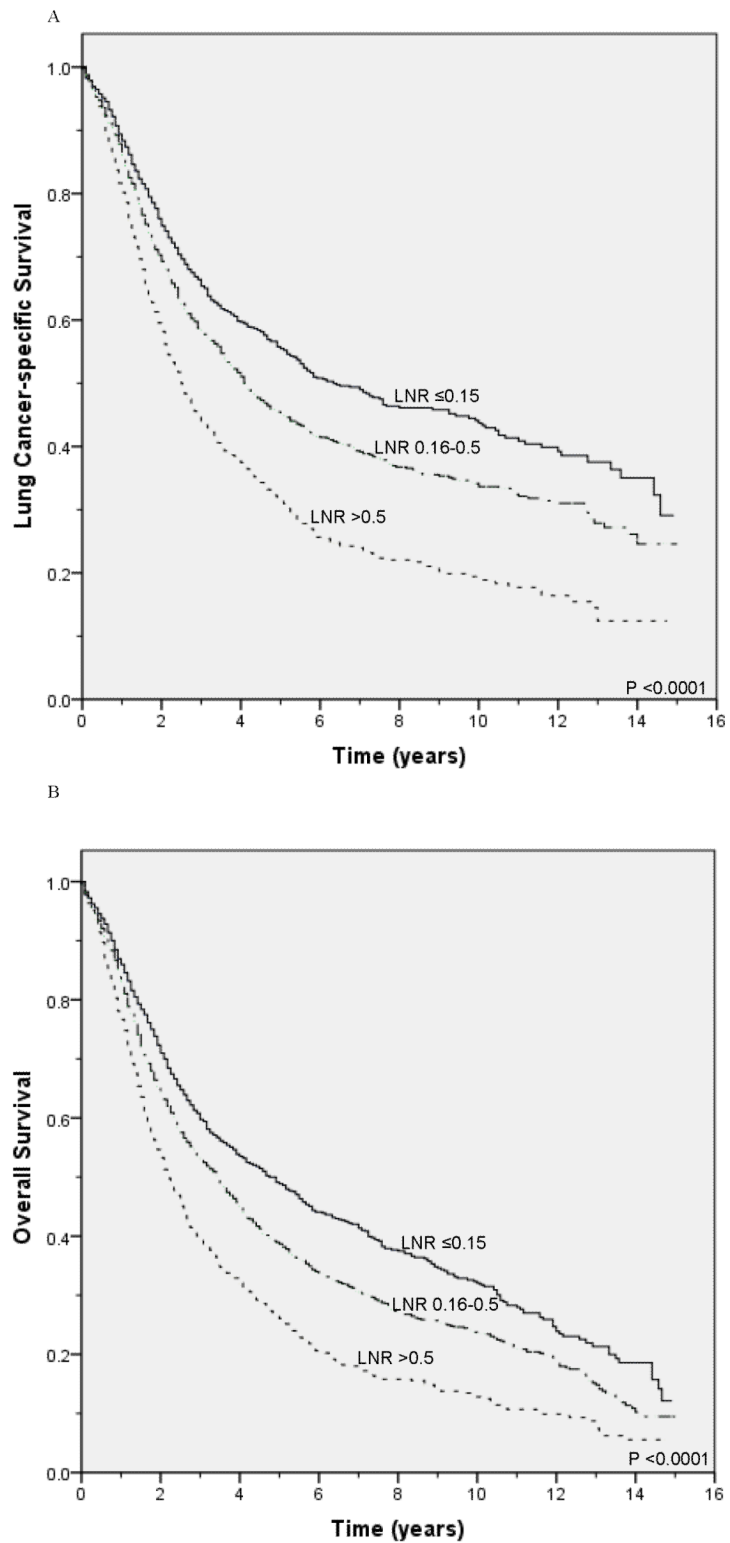 A
Lung Cancer-specific Survival
1.0
0.8
0.6
0.4
0.2
0.0
LNR ≤0.15
LNR 0.16-0.5
LNR >0.5
P <0.0001
0 2 4 6 8 10 12 14 16
Time (years)
B
Overall Survival
1.0
0.8
0.6
0.4
0.2
0.0
LNR ≤0.15
LNR 0.16-0.5
LNR >0.5
P <0.0001
0 2 4 6 8 10 12 14 16
Time (years)